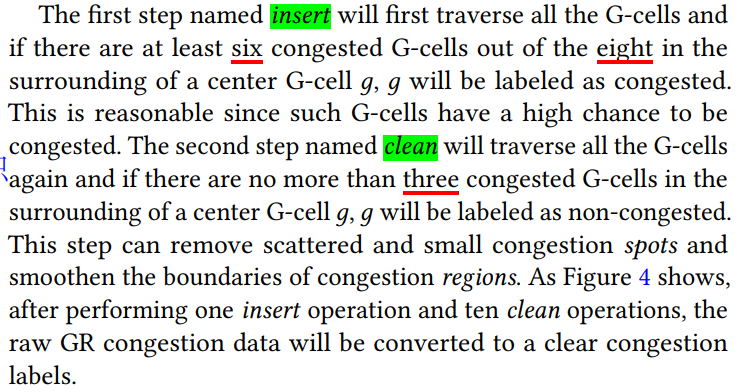 The first step named insert will first traverse all the G-cells and
if there are at least six congested G-cells out of the eight in the
surrounding of a center G-cell g, g will be labeled as congested.
This is reasonable since such G-cells have a high chance to be
congested. The second step named clean will traverse all the G-cells
again and if there are no more than three congested G-cells in the
surrounding of a center G-cell g, g will be labeled as non-congested.
This step can remove scattered and small congestion spots and
smoothen the boundaries of congestion regions. As Figure 4 shows,
after performing one insert operation and ten clean operations, the
raw GR congestion data will be converted to a clear congestion
labels.